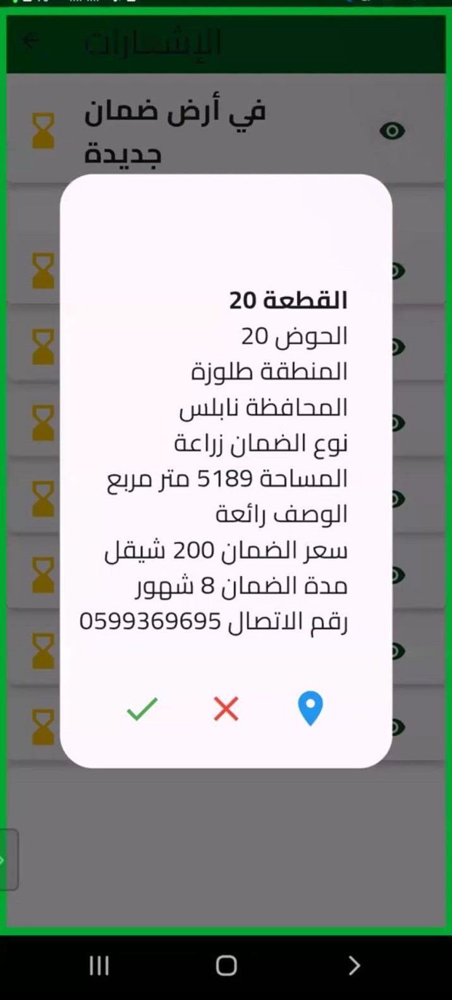 الإشعارات
في أرض ضمان
جديدة
القطعة 20
الحوض 20
المنطقة طلوزة
المحافظة نابلس
نوع الضمان زراعة
المساحة 5189 متر مربع
الوصف رائعة
سعر الضمان 200 شيقل
مدة الضمان 8 شهور
رقم الاتصال 0599369695